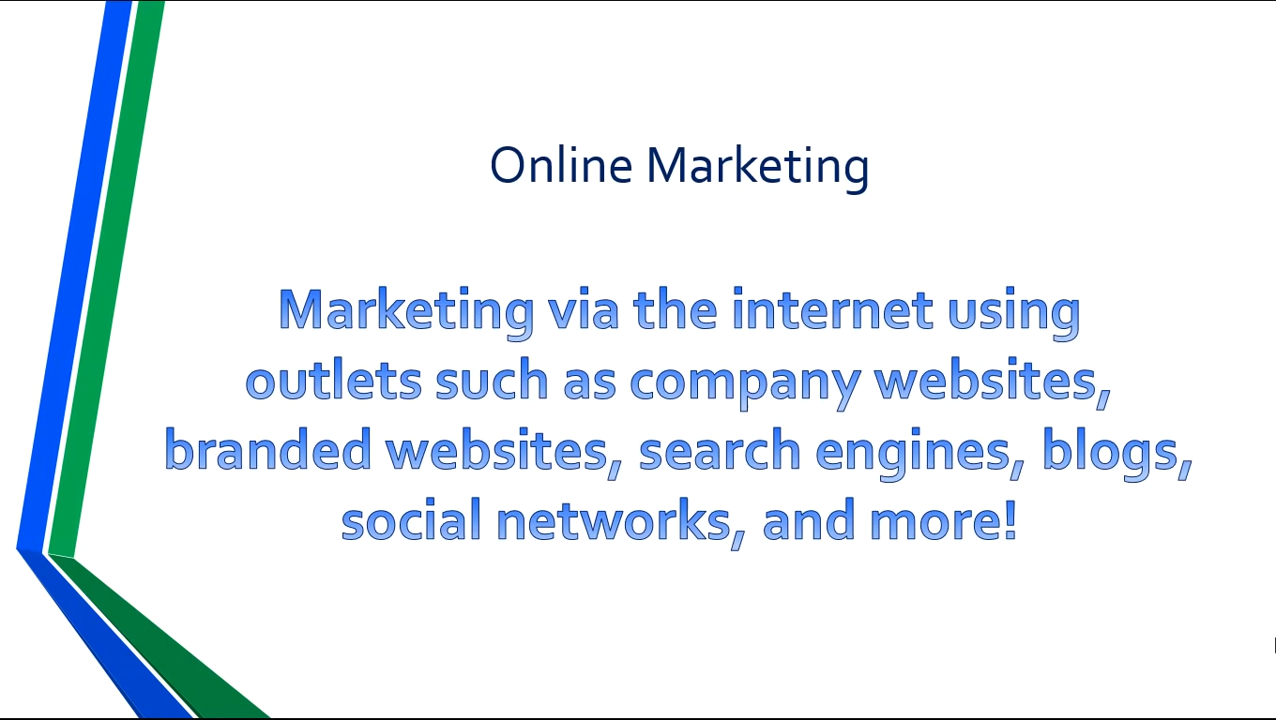 Online Marketing
Marketing via the internet using
outlets such as company websites,
branded websites, search engines, blogs,
social networks, and more!